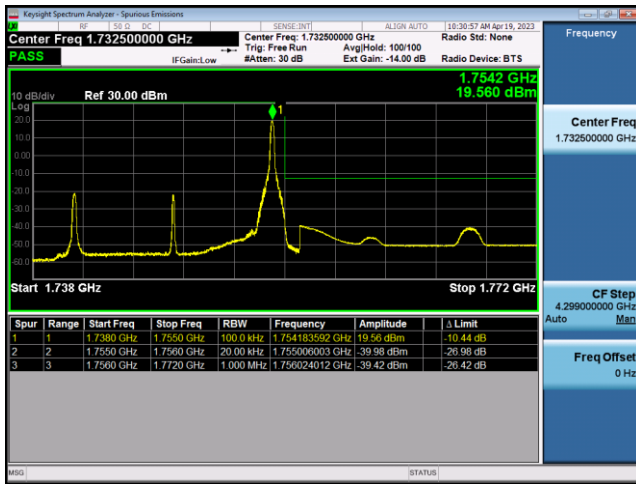 Keysight Spectrum Analyzer - Spurious Emissions
RF 50 Ω DC SENSE:INT ALIGN AUTO 10:30:57 AM Apr 19, 2023
Center Freq 1.732500000 GHz
PASS
IFGain:Low
Center Freq: 1.732500000 GHz
Trig: Free Run Avg|Hold: 100/100
#Atten: 30 dB Ext Gain: -14.00 dB
Radio Std: None
Radio Device: BTS
Frequency
1.7542 GHz
19.560 dBm
10 dB/div Ref 30.00 dBm
Log
20.0
10.0
0.00
-10.0
-20.0
-30.0
-40.0
-50.0
-60.0
1
Start 1.738 GHz Stop 1.772 GHz
Center Freq
1.732500000 GHz
CF Step
4.299000000 GHz
Auto Man
Freq Offset
0 Hz
Spur Range Start Freq Stop Freq RBW Frequency Amplitude Δ Limit
1 1 1.7380 GHz 1.7550 GHz 100.0 kHz 1.754183592 GHz 19.56 dBm -10.44 dB
2 2 1.7550 GHz 1.7560 GHz 20.00 kHz 1.755006003 GHz -39.98 dBm -26.98 dB
3 3 1.7560 GHz 1.7720 GHz 1.000 MHz 1.756024012 GHz -39.42 dBm -26.42 dB
MSG STATUS